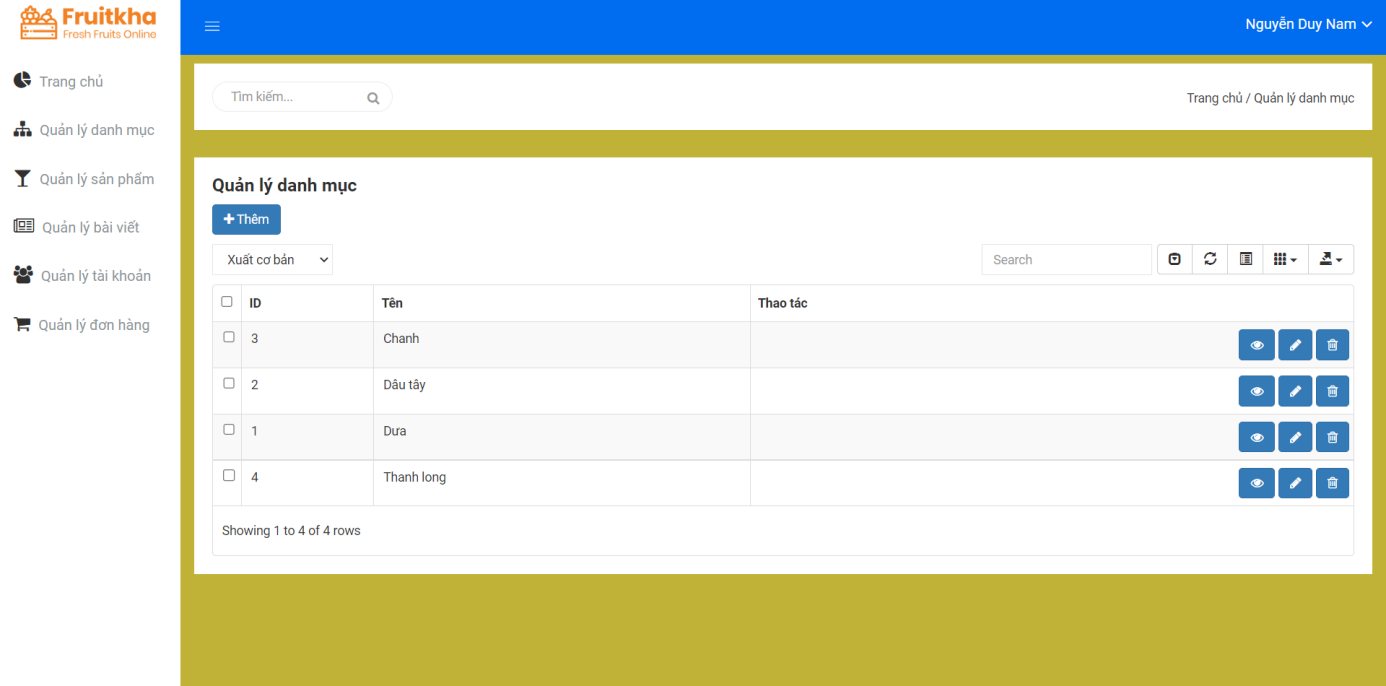 Fruitkha
Fresh Fruits Online
Nguyễn Duy Nam
Trang chủ
Quản lý danh mục
Quản lý sản phẩm
Quản lý bài viết
Quản lý tài khoản
Quản lý đơn hàng
Tìm kiếm...
Trang chủ / Quản lý danh mục
Quản lý danh mục
+ Thêm
Xuất cơ bản
Search
ID Tên Thao tác
3 Chanh
2 Dâu tây
1 Dưa
4 Thanh long
Showing 1 to 4 of 4 rows